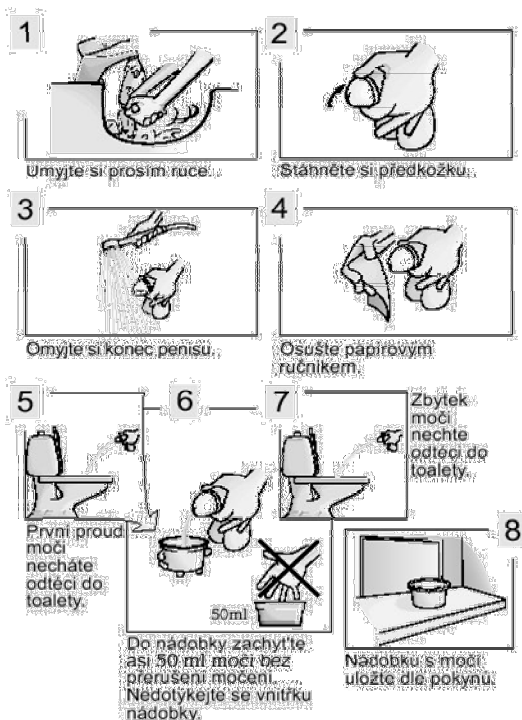 1
Umyjte si prosím ruce.
2
Stáhněte si předkožku.
3
Omyjte si konec penisu.
4
Osušte papírovým
ručníkem.
5
První proud
moči
necháte
odtéci do
toalety.
6
50ml
Do nádobky zachyťte
asi 50 ml moči bez
přerušení močení.
Nedotýkejte se vnitřku
nádobky.
7
Zbytek
moči
nechte
odtéci do
toalety.
8
Nádobku s močí
uložte dle pokynu.